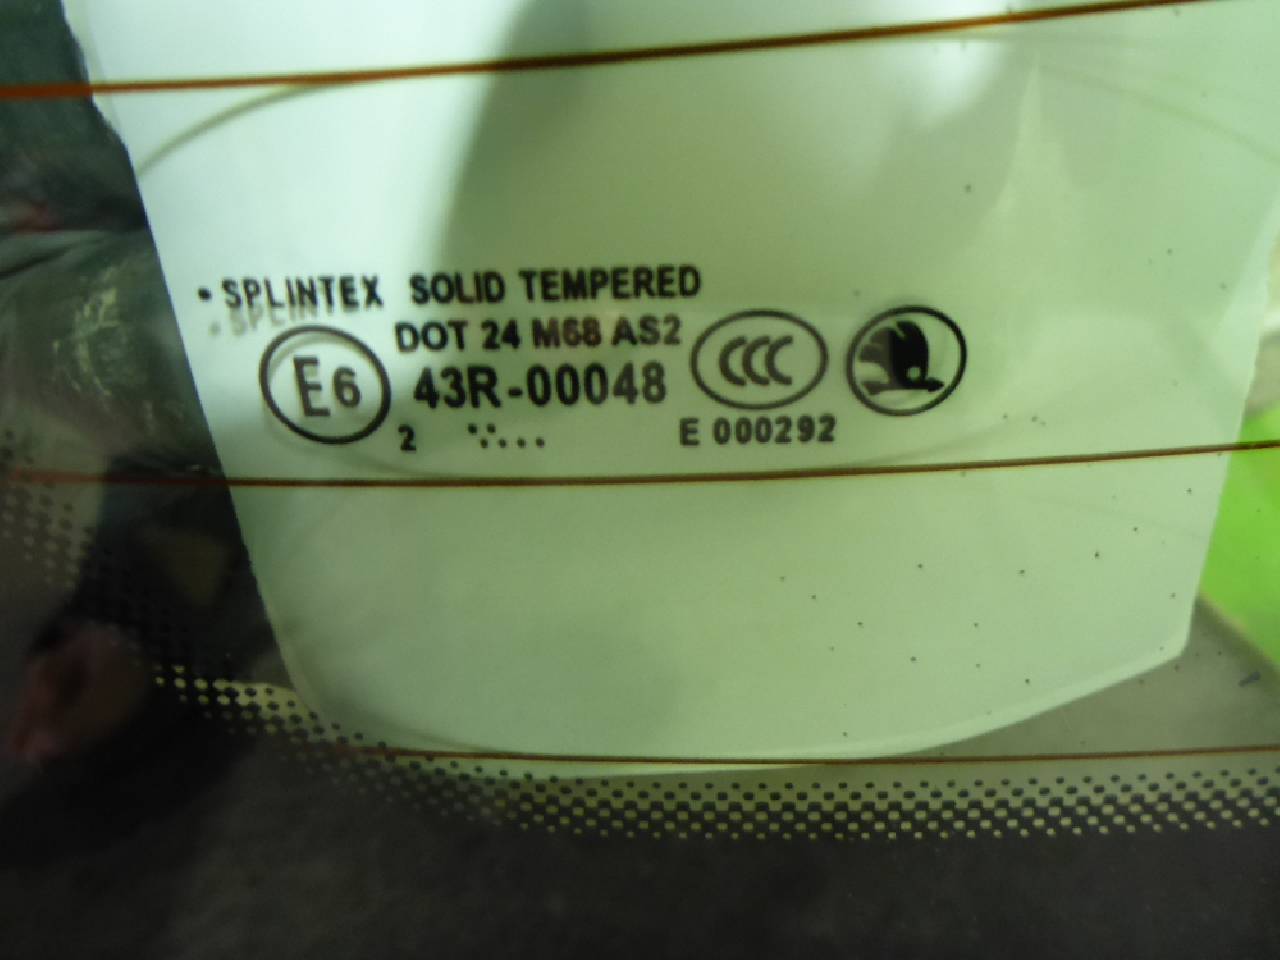 • SPLINTEX SOLID TEMPERED
DOT 24 M68 AS2
E6 43R-00048 CCC
2 E 000292